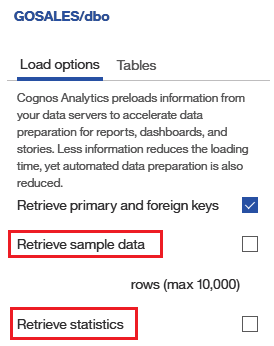 GOSALES/dbo
Load options
Tables
Cognos Analytics preloads information from
your data servers to accelerate data
preparation for reports, dashboards, and
stories. Less information reduces the loading
time, yet automated data preparation is also
reduced.
Retrieve primary and foreign keys
Retrieve sample data
rows (max 10,000)
Retrieve statistics